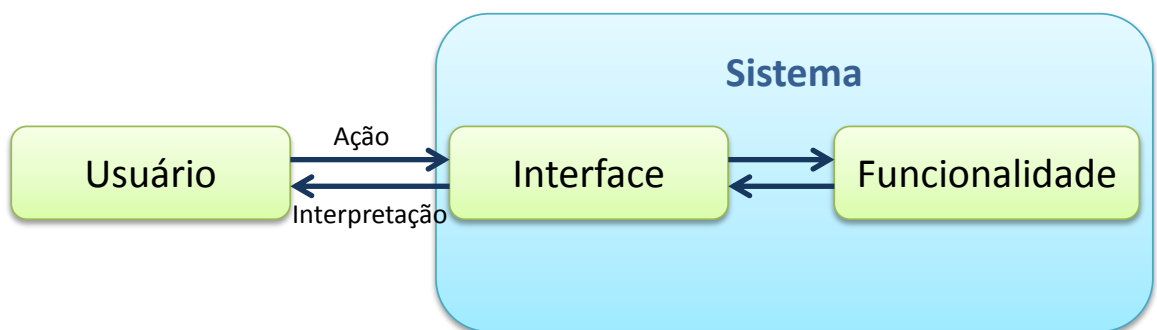 Sistema
Ação
Usuário
Interface
Funcionalidade
Interpretação